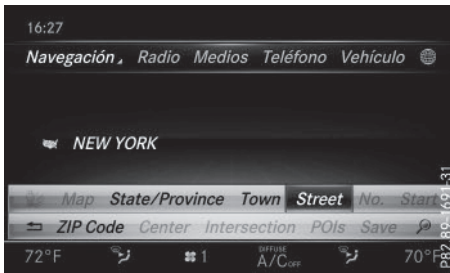 16:27
Navegación Radio Medios Teléfono Vehículo
NEW YORK
Map State/Province Town Street No. Start
ZIP Code Center Intersection POIs Save
72°F 1 DIFFUSE A/C OFF 70°F
P82.89-1691-31